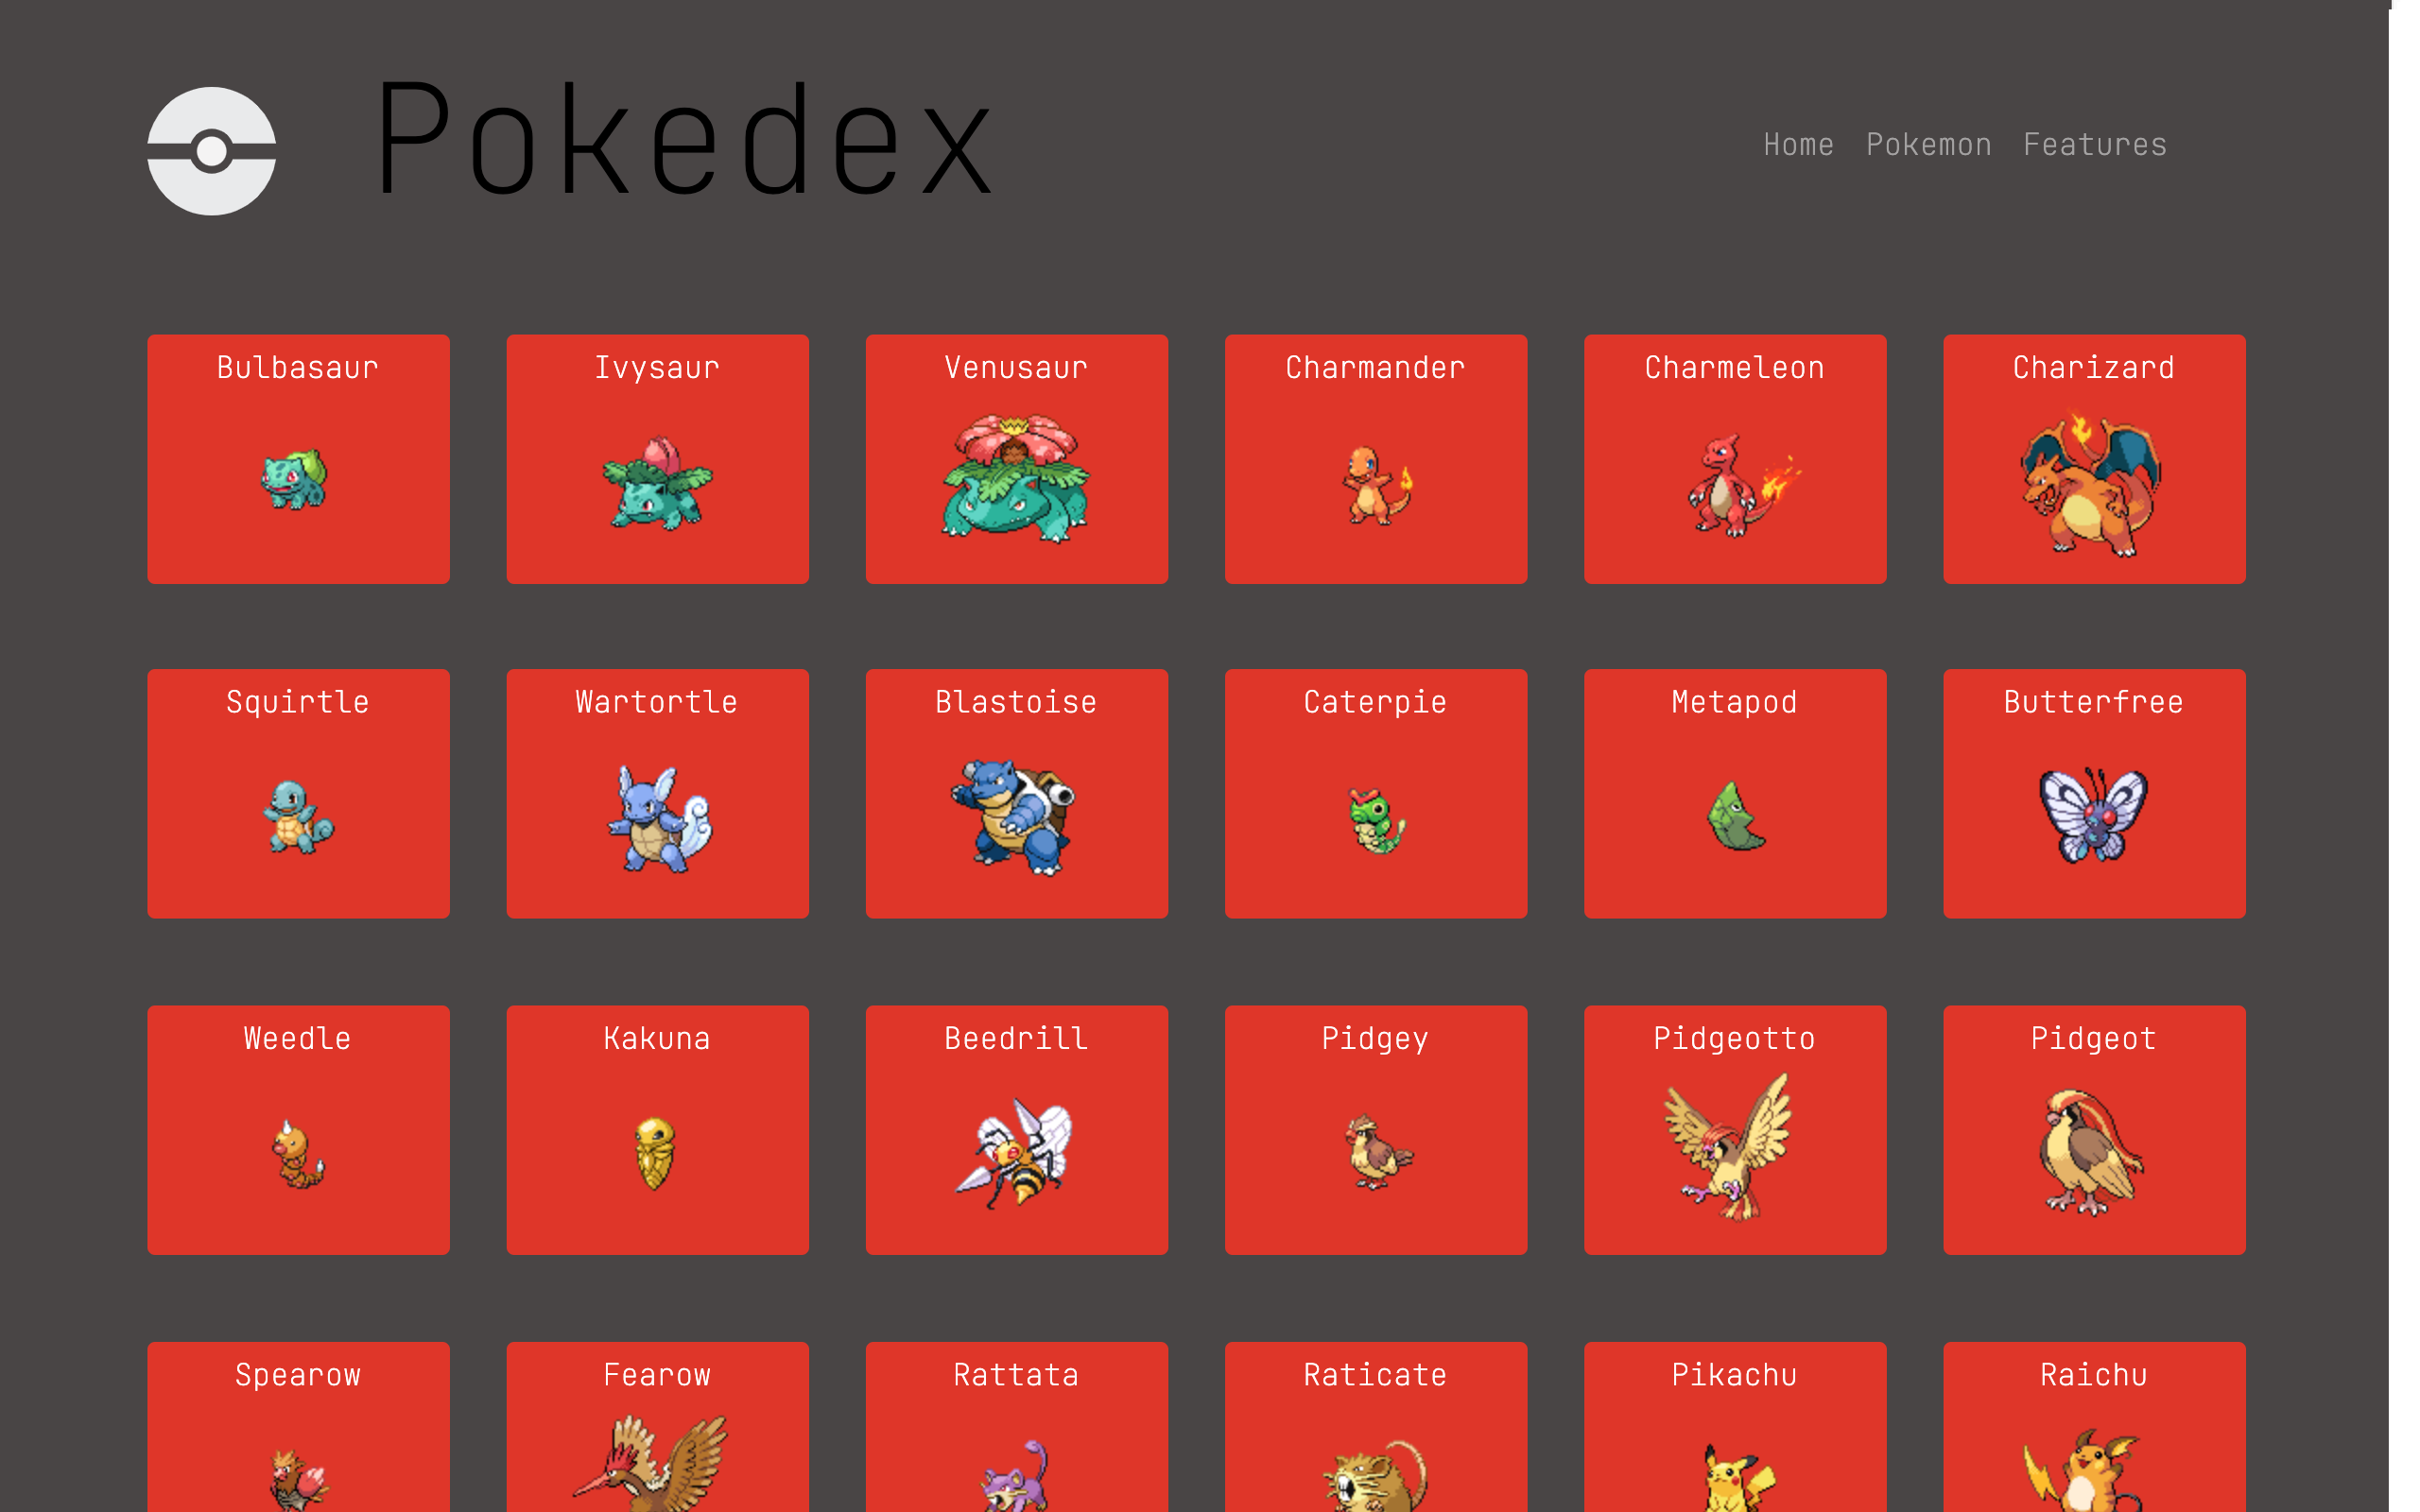 Pokedex
Home Pokemon Features
Bulbasaur Ivysaur Venusaur Charmander Charmeleon Charizard
Squirtle Wartortle Blastoise Caterpie Metapod Butterfree
Weedle Kakuna Beedrill Pidgey Pidgeotto Pidgeot
Spearow Fearow Rattata Raticate Pikachu Raichu